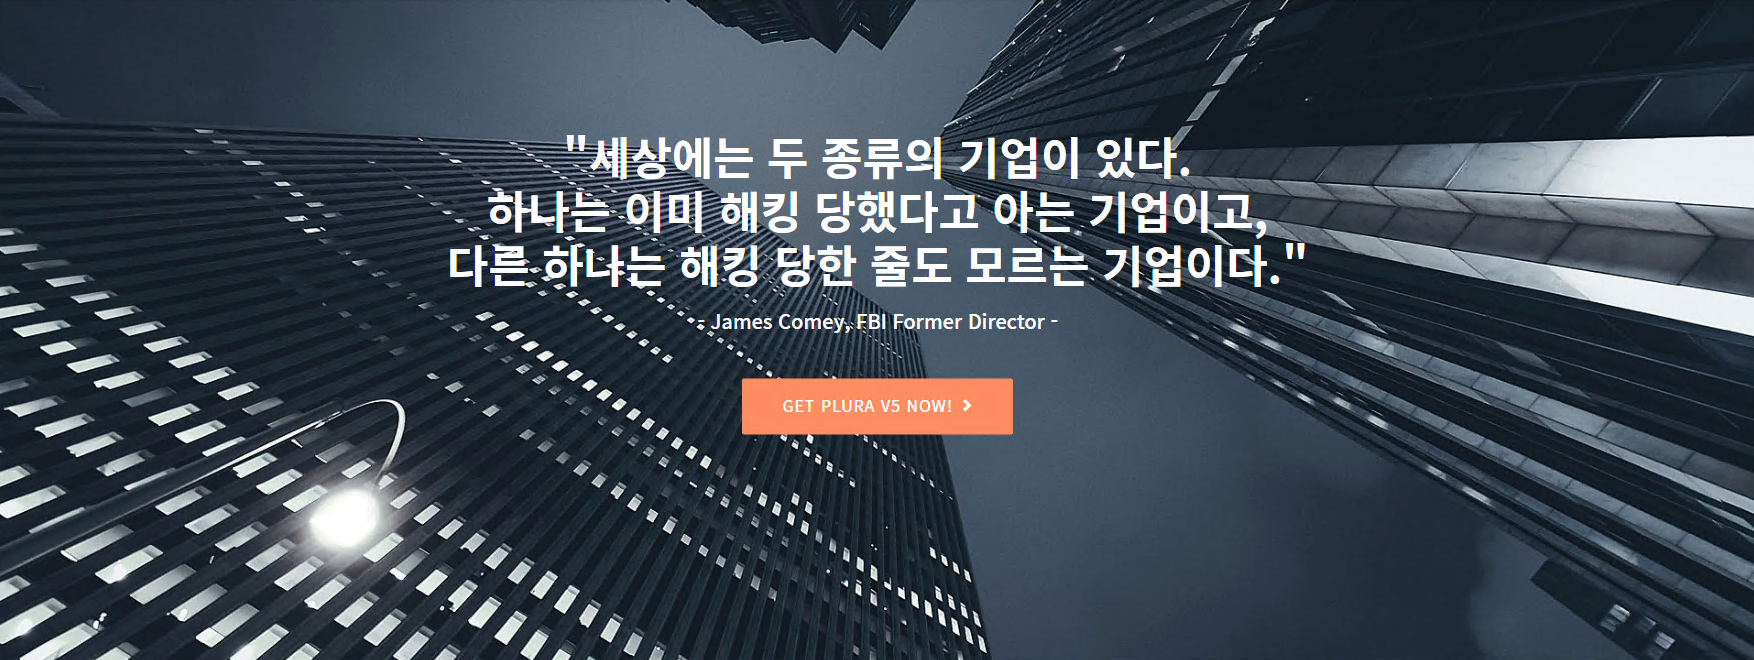 "세상에는 두 종류의 기업이 있다.
하나는 이미 해킹 당했다고 아는 기업이고,
다른 하나는 해킹 당한 줄도 모르는 기업이다."
- James Comey, FBI Former Director -
GET PLURA V5 NOW! >